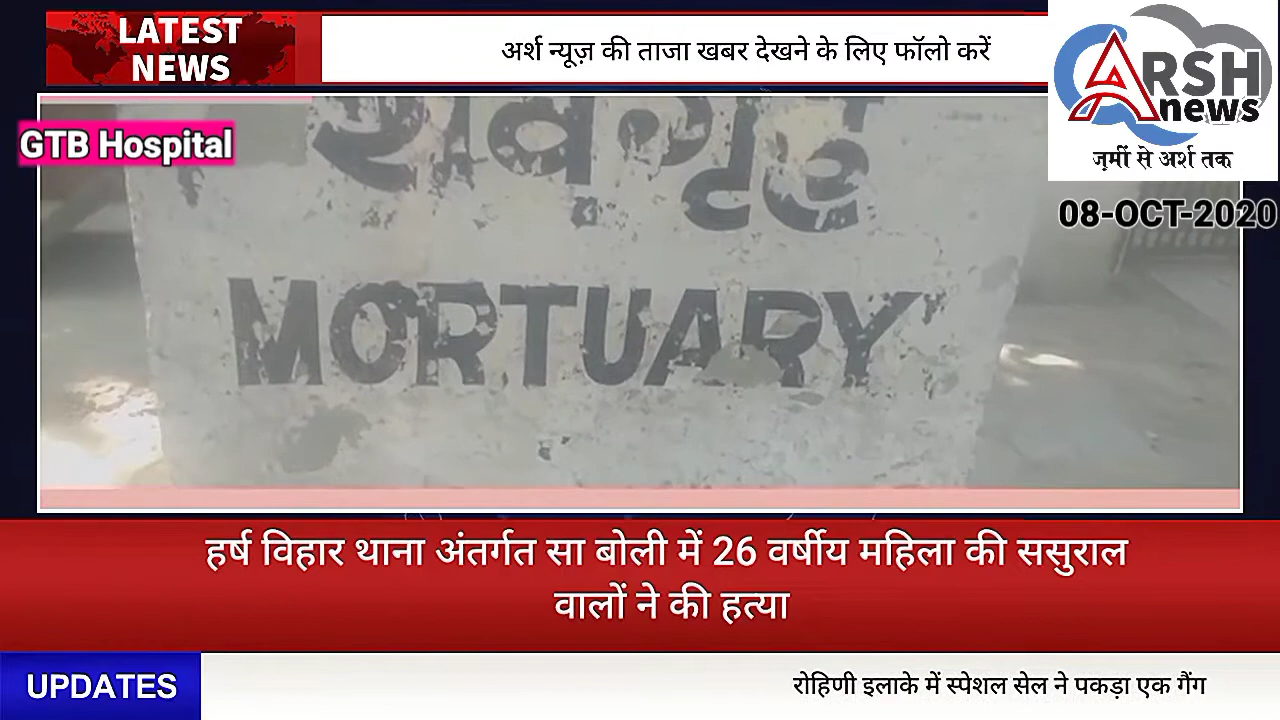 LATEST
NEWS
अर्श न्यूज़ की ताजा खबर देखने के लिए फॉलो करें
ARSH
news
ज़मीं से अर्श तक
GTB Hospital
08-OCT-2020
शवगृह
MORTUARY
हर्ष विहार थाना अंतर्गत सा बोली में 26 वर्षीय महिला की ससुराल
वालों ने की हत्या
UPDATES
रोहिणी इलाके में स्पेशल सेल ने पकड़ा एक गैंग